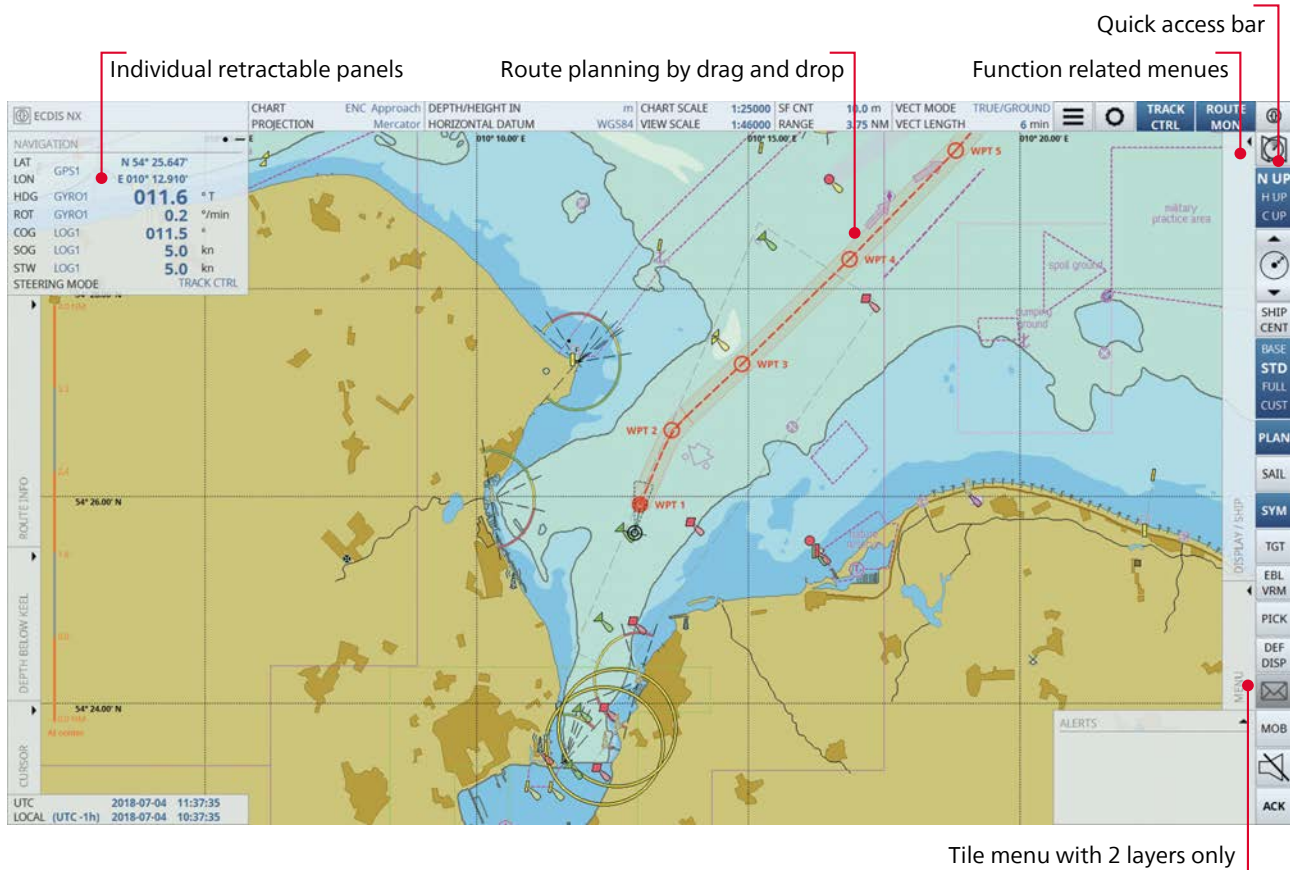 Quick access bar
Individual retractable panels
Route planning by drag and drop
Function related menues
ECDIS NX
CHART ENC Approach
PROJECTION Mercator
DEPTH/HEIGHT IN m
HORIZONTAL DATUM WGS84
CHART SCALE 1:25000
VIEW SCALE 1:46000
SF CNT 10.0 m
RANGE 3.75 NM
VECT MODE TRUE/GROUND
VECT LENGTH 6 min
TRACK CTRL
ROUTE MON
NAVIGATION
LAT N 54° 25.647'
GPS1
LON E 010° 12.910'
HDG GYRO1 011.6 ° T
ROT GYRO1 0.2 °/min
COG LOG1 011.5 °
SOG LOG1 5.0 kn
STW LOG1 5.0 kn
STEERING MODE TRACK CTRL
010° 10.00' E
010° 15.00' E
010° 20.00' E
WPT 5
WPT 4
WPT 3
WPT 2
WPT 1
military
practice area
spoil ground
dumping
ground
54° 26.00' N
54° 24.00' N
ROUTE INFO
DEPTH BELOW KEEL
CURSOR
DISPLAY / SHIP
MENU
N UP
H UP
C UP
SHIP
CENT
BASE
STD
FULL
CUST
PLAN
SAIL
SYM
TGT
EBL
VRM
PICK
DEF
DISP
MOB
ACK
ALERTS
UTC 2018-07-04 11:37:35
LOCAL (UTC -1h) 2018-07-04 10:37:35
Tile menu with 2 layers only